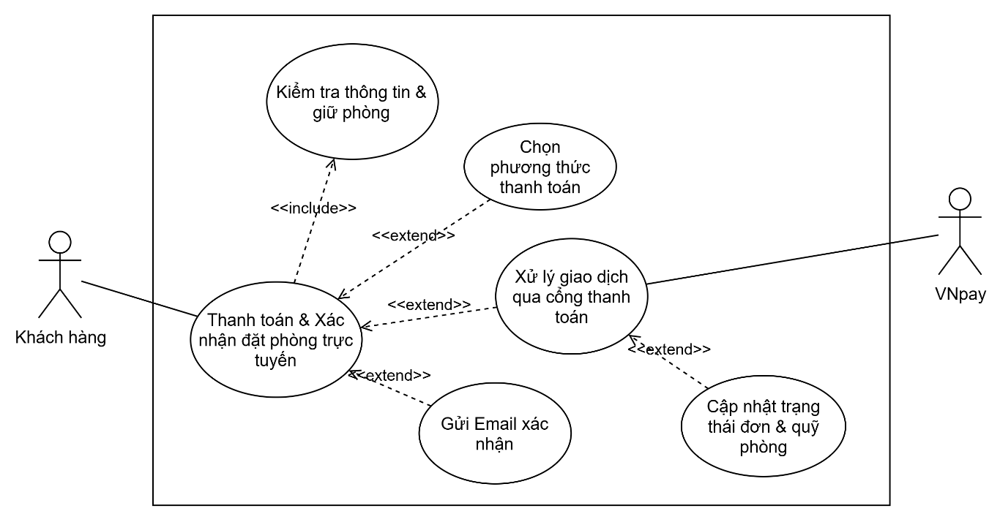 Kiểm tra thông tin &
giữ phòng
Chọn
phương thức
thanh toán
<<include>>
<<extend>>
Xử lý giao dịch
qua cổng thanh
toán
VNpay
<<extend>>
Khách hàng
Thanh toán & Xác
nhận đặt phòng trực
tuyến
<<extend>>
<<extend>>
Gửi Email xác
nhận
Cập nhật trạng
thái đơn & quỹ
phòng